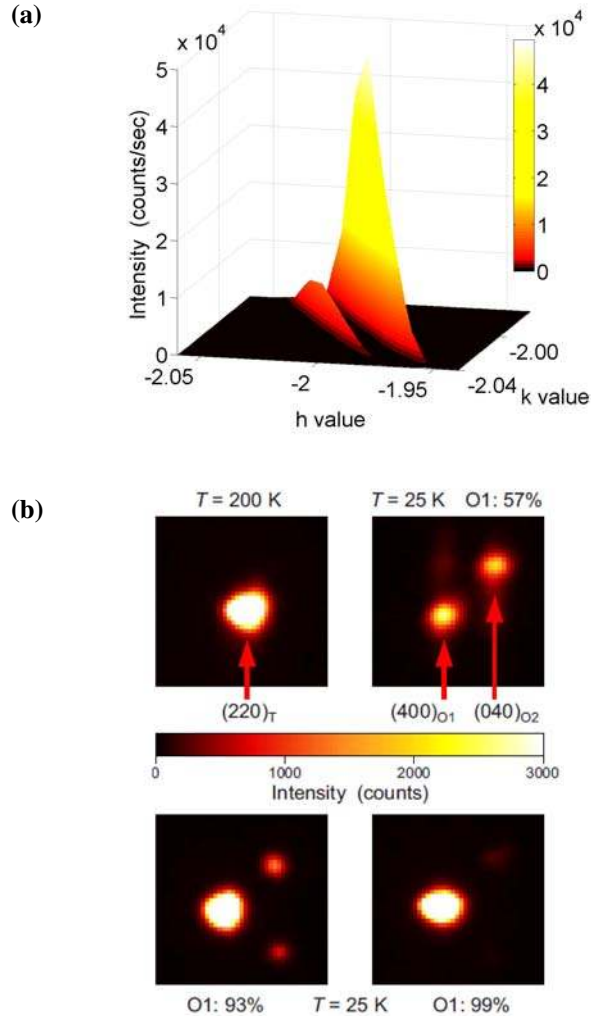 (a)
x 10⁴
x 10⁴
5
4
3
2
1
0
Intensity (counts/sec)
4
3
2
1
0
-2.05
-2
-1.95
h value
-2.04
-2.00
k value
(b)
T = 200 K
T = 25 K O1: 57%
(220)T
(400)O1
(040)O2
0 1000 2000 3000
Intensity (counts)
O1: 93% T = 25 K O1: 99%